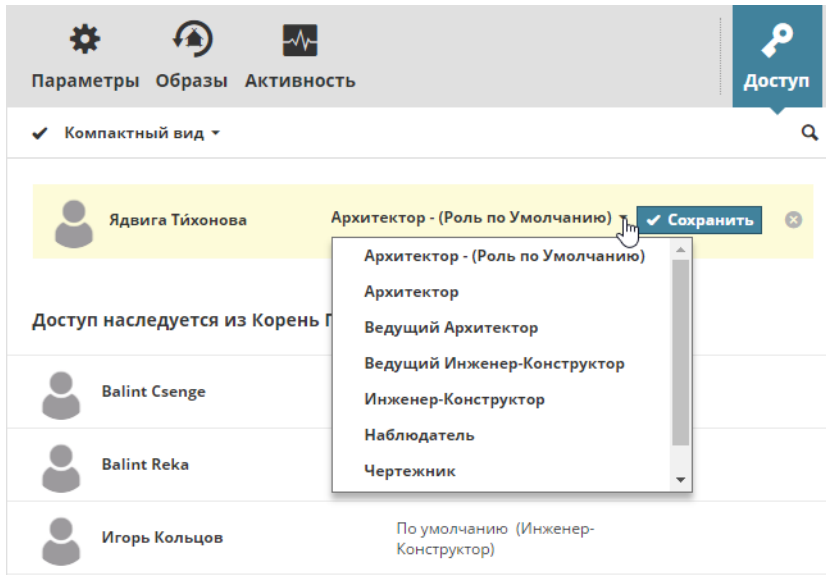 Параметры Образы Активность Доступ
Компактный вид
Ядвига Ти́хонова Архитектор - (Роль по Умолчанию) Сохранить
Архитектор - (Роль по Умолчанию)
Архитектор
Доступ наследуется из Корень
Ведущий Архитектор
Ведущий Инженер-Конструктор
Balint Csenge
Инженер-Конструктор
Наблюдатель
Balint Reka
Чертежник
Игорь Кольцов
По умолчанию (Инженер-
Конструктор)